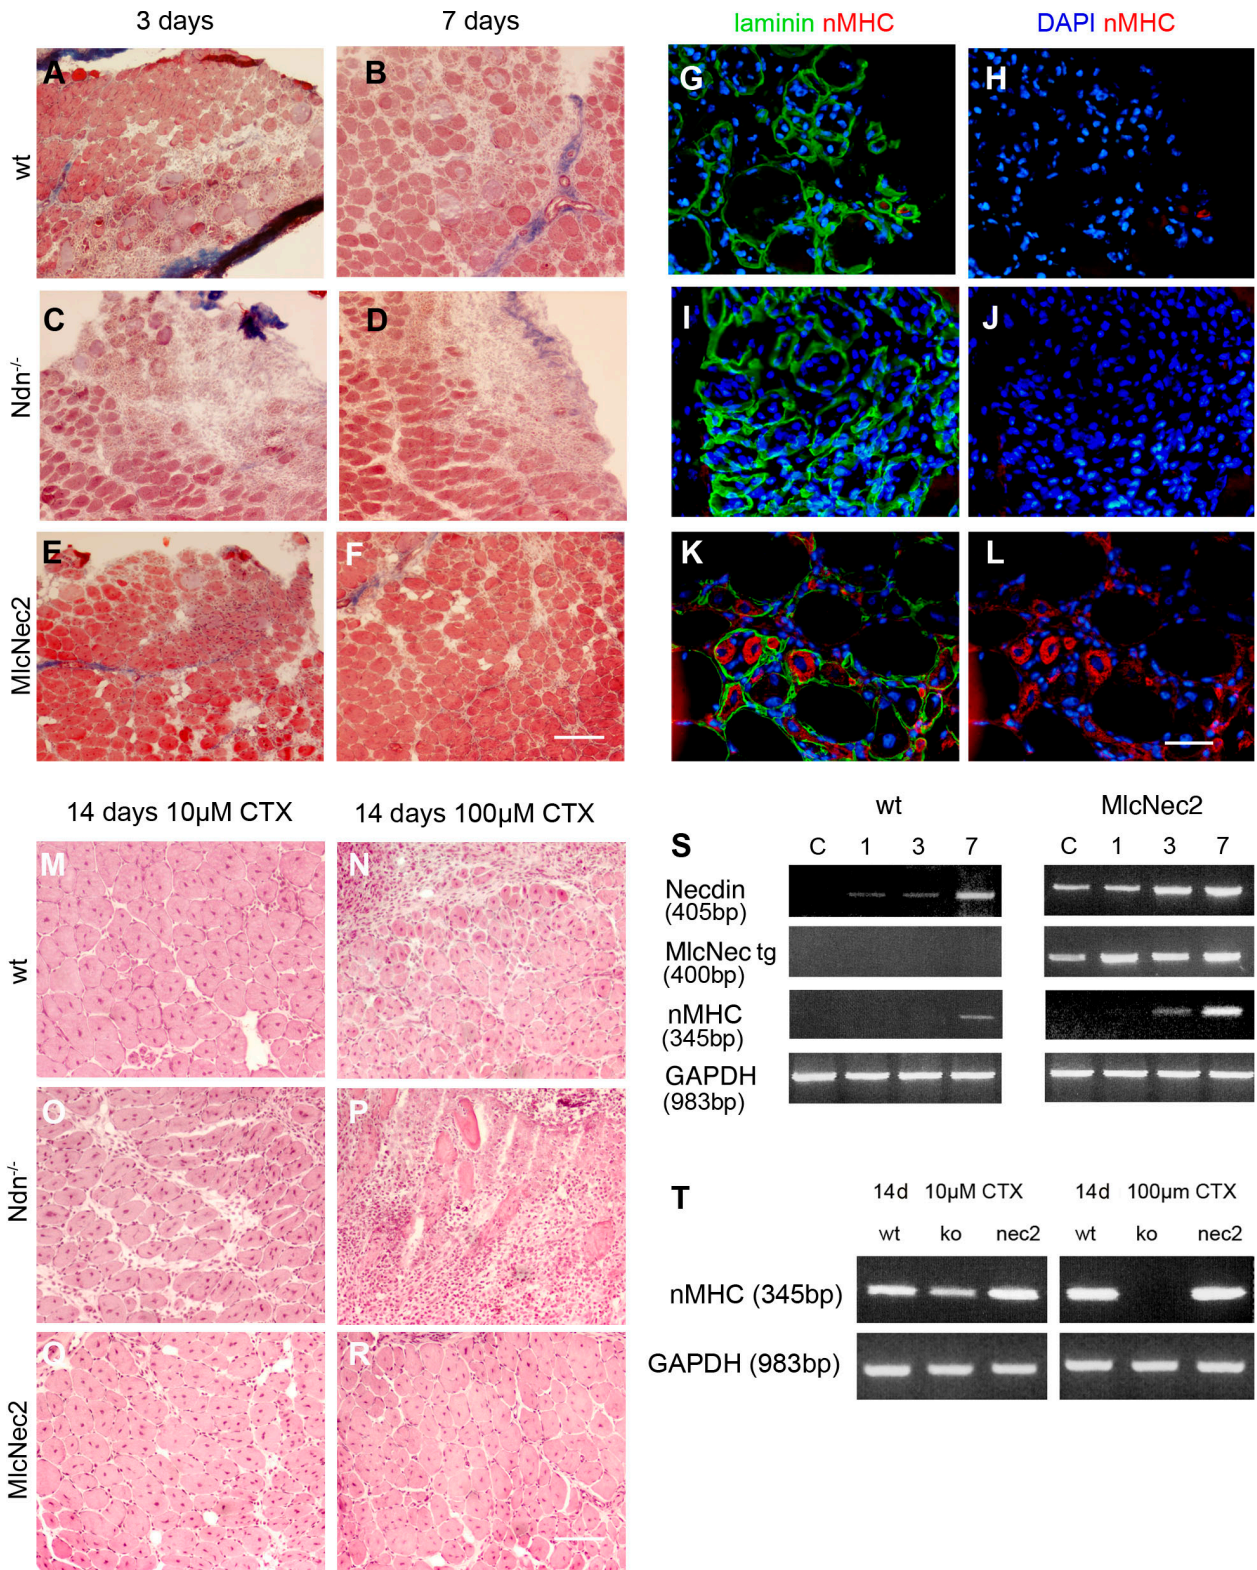 3 days 7 days
laminin nMHC DAPI nMHC
A B G H
wt
C D I J
Ndn-/-
E F K L
MlcNec2
14 days 10µM CTX 14 days 100µM CTX
M N
wt
O P
Ndn-/-
Q R
MlcNec2
wt MlcNec2
S C 1 3 7 C 1 3 7
Necdin
(405bp)
MlcNec tg
(400bp)
nMHC
(345bp)
GAPDH
(983bp)
T 14d 10µM CTX 14d 100µm CTX
wt ko nec2 wt ko nec2
nMHC (345bp)
GAPDH (983bp)